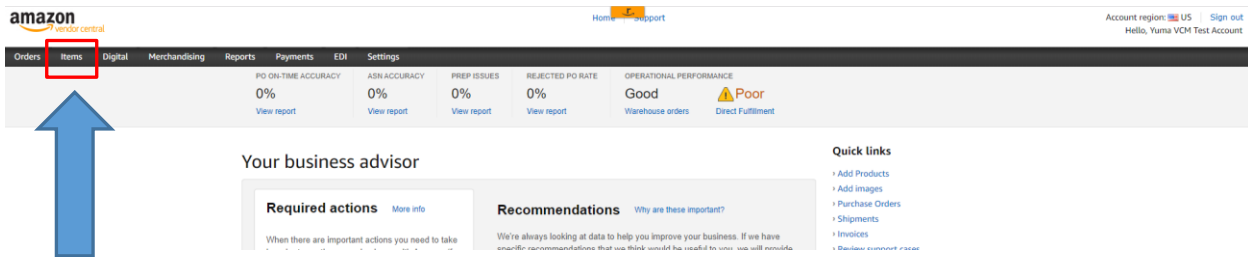 amazon
vendor central
Home Support
Account region: US Sign out
Hello, Yuma VCM Test Account
Orders Items Digital Merchandising Reports Payments EDI Settings
PO ON-TIME ACCURACY ASN ACCURACY PREP ISSUES REJECTED PO RATE OPERATIONAL PERFORMANCE
0% 0% 0% 0% Good Poor
View report View report View report View report Warehouse orders Direct Fulfillment
Your business advisor
Quick links
› Add Products
› Add images
› Purchase Orders
› Shipments
› Invoices
› Review support cases
Required actions More info
When there are important actions you need to take
Recommendations Why are these important?
We're always looking at data to help you improve your business. If we have
specific recommendations that we think would be useful to you, we will provide